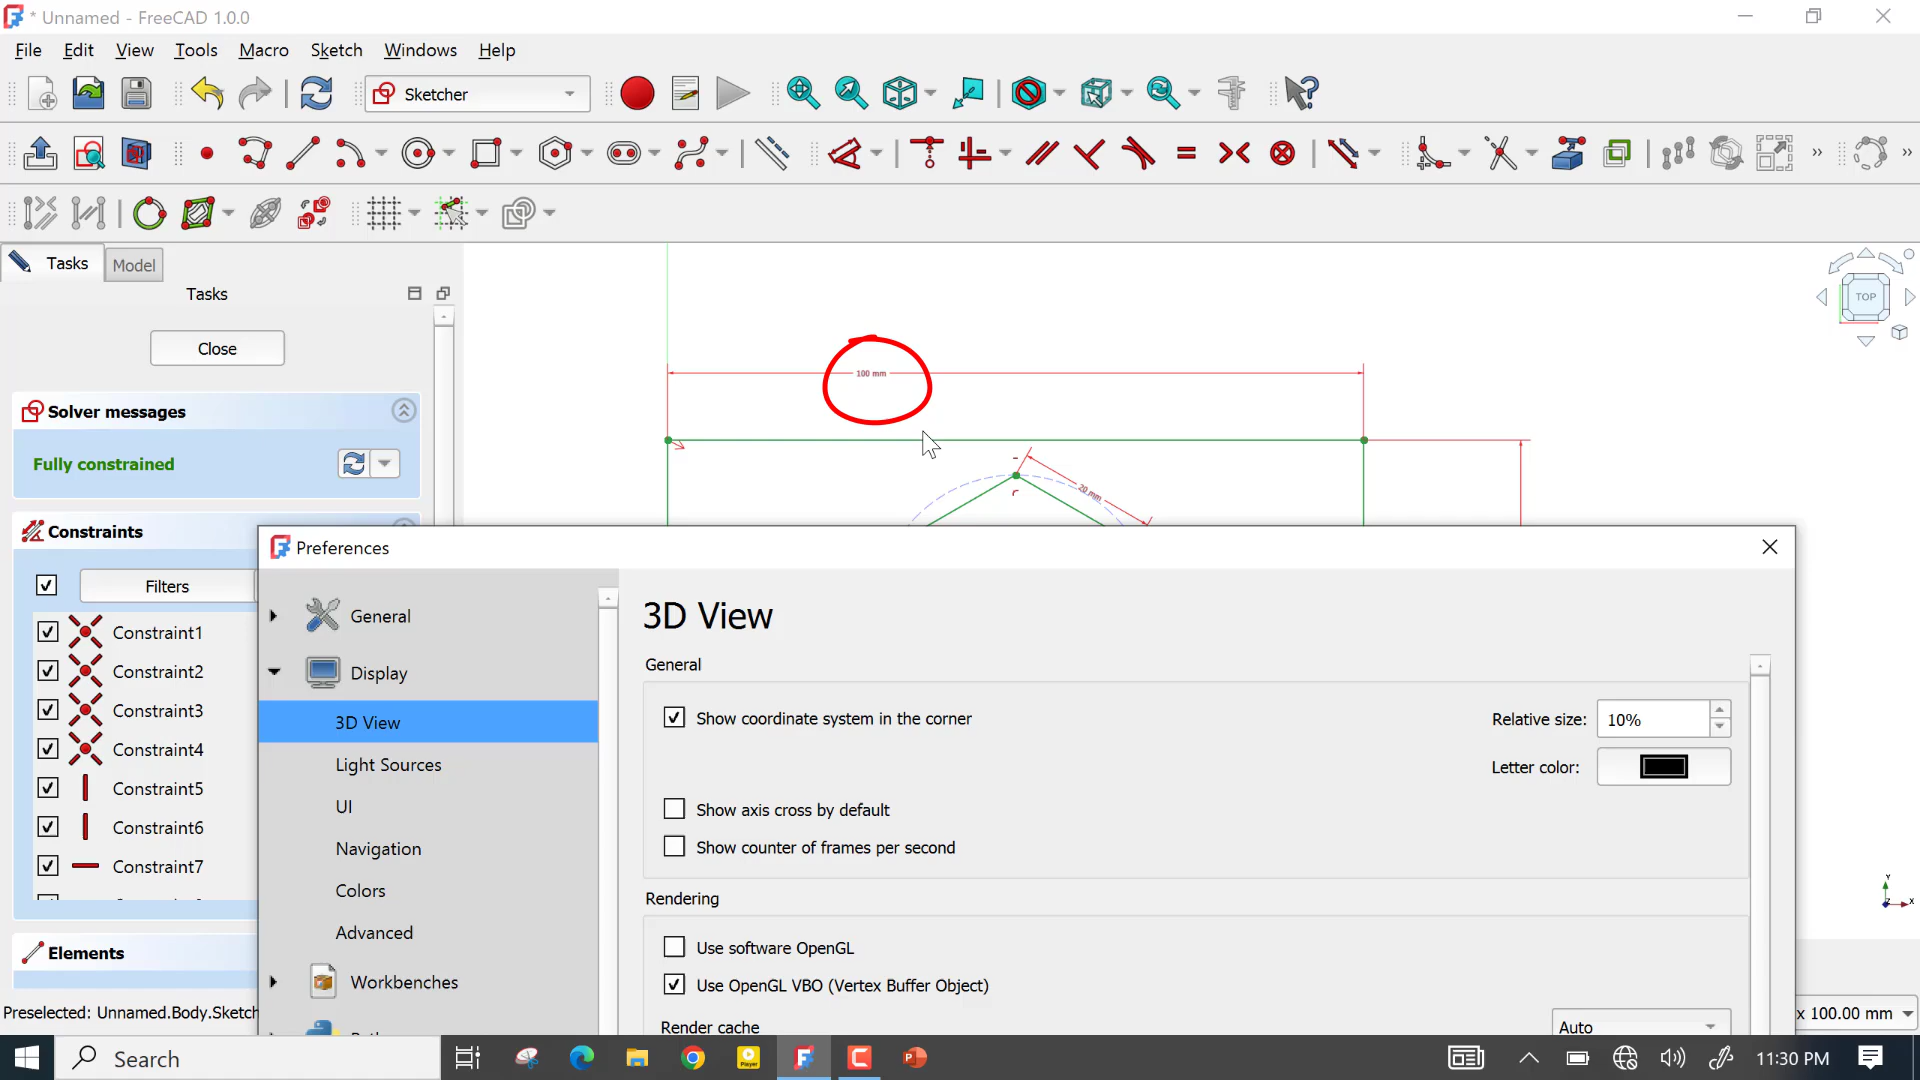 * Unnamed - FreeCAD 1.0.0
File Edit View Tools Macro Sketch Windows Help
Sketcher
Tasks Model
Tasks
Close
TOP
100 mm
Solver messages
Fully constrained
20 mm
Constraints
Filters
Constraint1
Constraint2
Constraint3
Constraint4
Constraint5
Constraint6
Constraint7
Elements
Preselected: Unnamed.Body.Sketch
Preferences
General
Display
3D View
Light Sources
UI
Navigation
Colors
Advanced
Workbenches
3D View
General
Show coordinate system in the corner
Relative size: 10%
Letter color:
Show axis cross by default
Show counter of frames per second
Rendering
Use software OpenGL
Use OpenGL VBO (Vertex Buffer Object)
Render cache Auto
Y
Z X
x 100.00 mm
Search
Player
11:30 PM